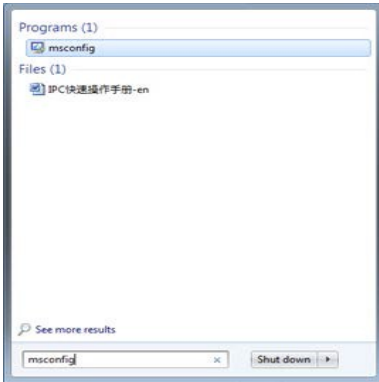 Programs (1)
msconfig
Files (1)
IPC快速操作手册-en
See more results
msconfig
Shut down